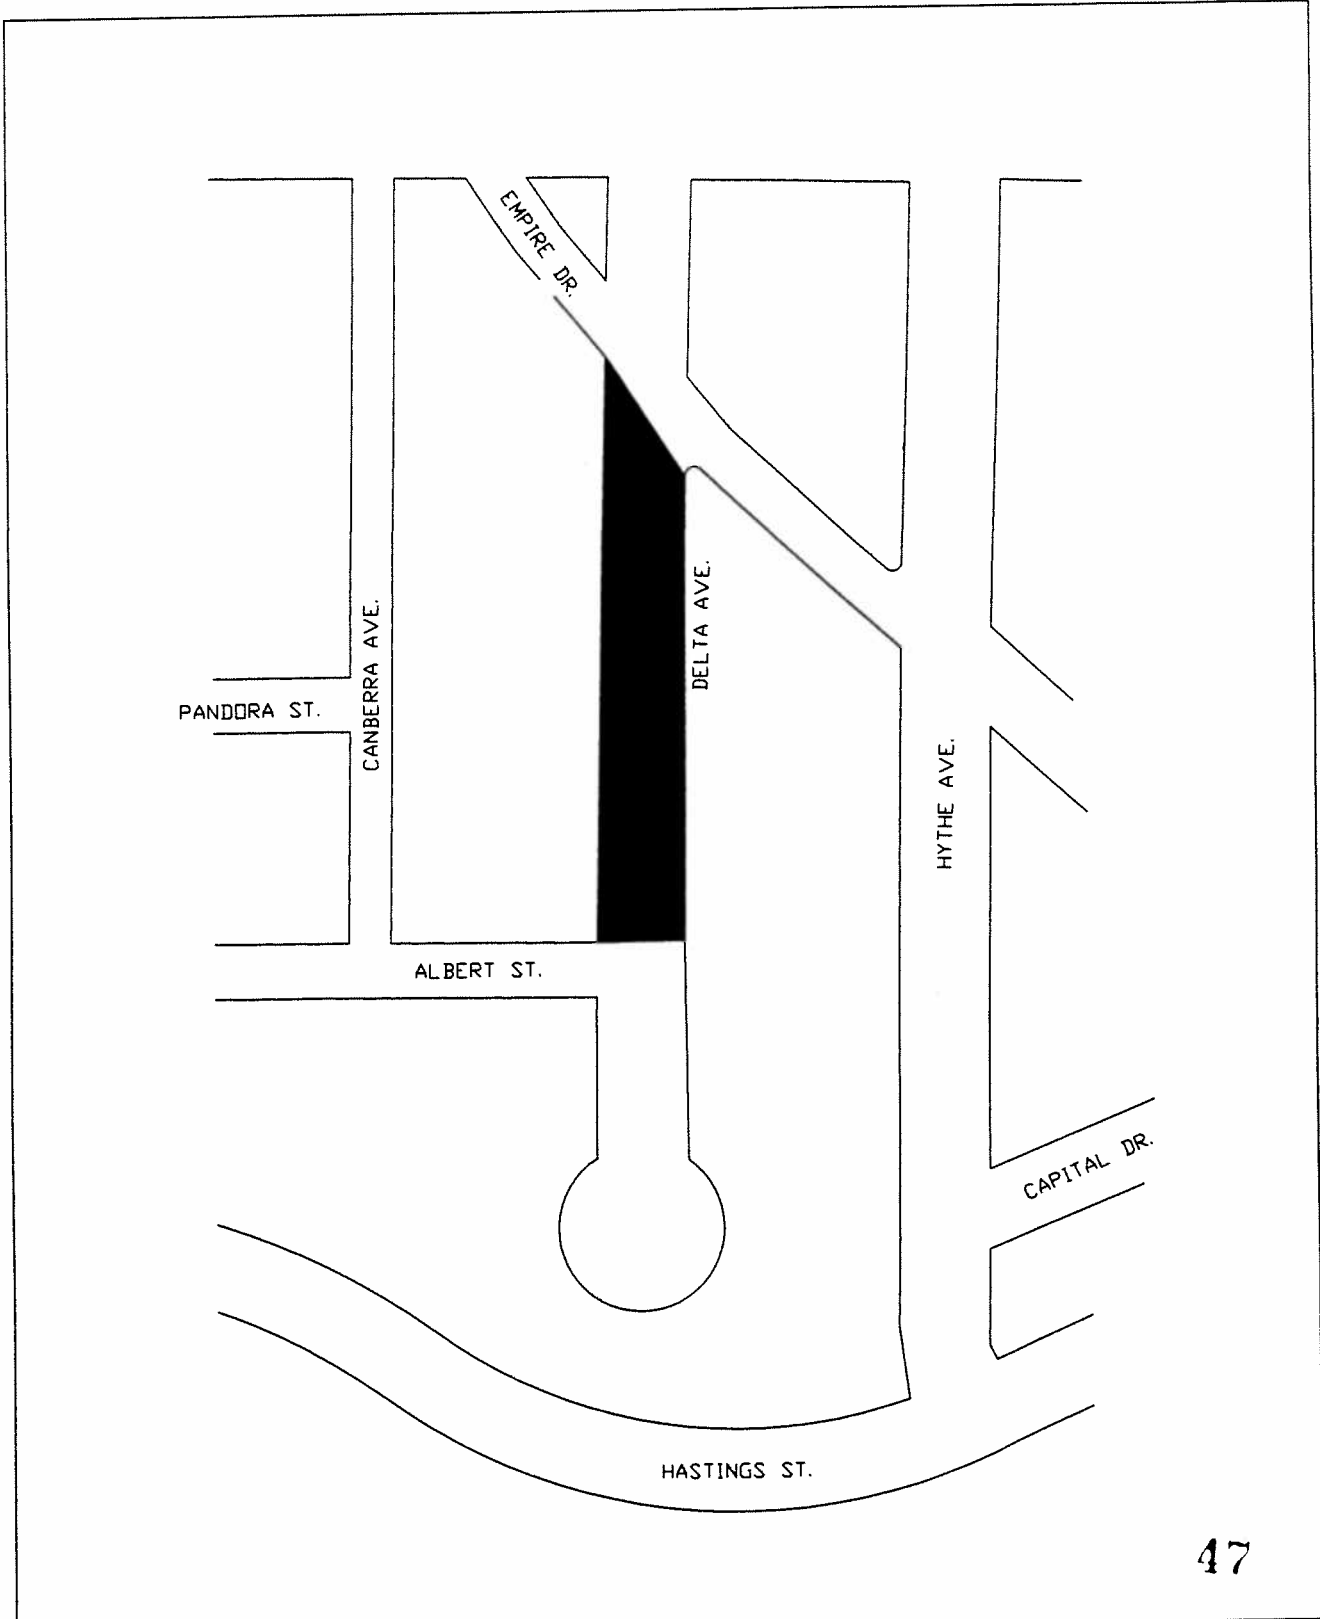 EMPIRE DR.
DELTA AVE.
CANBERRA AVE.
PANDORA ST.
HYTHE AVE.
ALBERT ST.
CAPITAL DR.
HASTINGS ST.
47